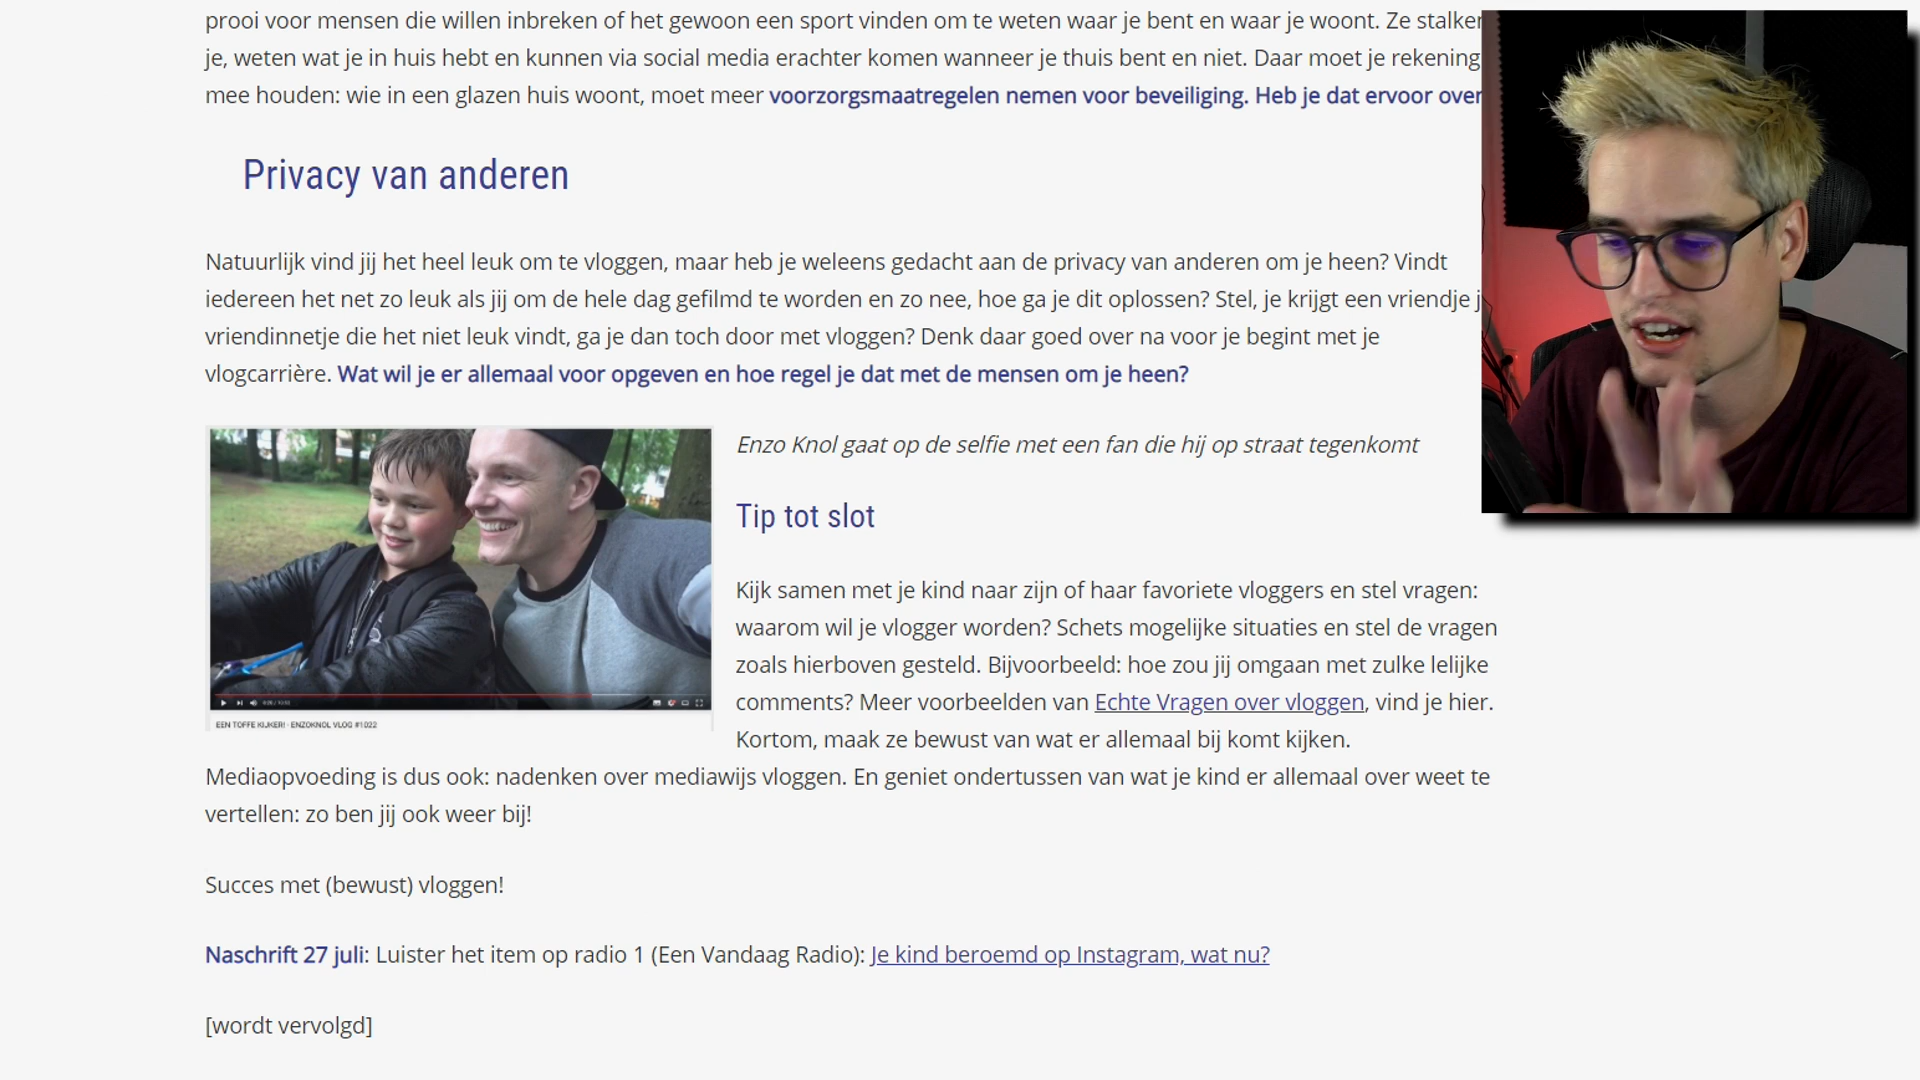 prooi voor mensen die willen inbreken of het gewoon een sport vinden om te weten waar je bent en waar je woont. Ze stalken
je, weten wat je in huis hebt en kunnen via social media erachter komen wanneer je thuis bent en niet. Daar moet je rekening
mee houden: wie in een glazen huis woont, moet meer voorzorgsmaatregelen nemen voor beveiliging. Heb je dat ervoor over
Privacy van anderen
Natuurlijk vind jij het heel leuk om te vloggen, maar heb je weleens gedacht aan de privacy van anderen om je heen? Vindt
iedereen het net zo leuk als jij om de hele dag gefilmd te worden en zo nee, hoe ga je dit oplossen? Stel, je krijgt een vriendje
vriendinnetje die het niet leuk vindt, ga je dan toch door met vloggen? Denk daar goed over na voor je begint met je
vlogcarrière. Wat wil je er allemaal voor opgeven en hoe regel je dat met de mensen om je heen?
Enzo Knol gaat op de selfie met een fan die hij op straat tegenkomt
Tip tot slot
Kijk samen met je kind naar zijn of haar favoriete vloggers en stel vragen:
waarom wil je vlogger worden? Schets mogelijke situaties en stel de vragen
zoals hierboven gesteld. Bijvoorbeeld: hoe zou jij omgaan met zulke lelijke
comments? Meer voorbeelden van Echte Vragen over vloggen, vind je hier.
Kortom, maak ze bewust van wat er allemaal bij komt kijken.
EEN TOFFE KIJKER! - ENZOKNOL VLOG #1022
Mediaopvoeding is dus ook: nadenken over mediawijs vloggen. En geniet ondertussen van wat je kind er allemaal over weet te
vertellen: zo ben jij ook weer bij!
Succes met (bewust) vloggen!
Naschrift 27 juli: Luister het item op radio 1 (Een Vandaag Radio): Je kind beroemd op Instagram, wat nu?
[wordt vervolgd]